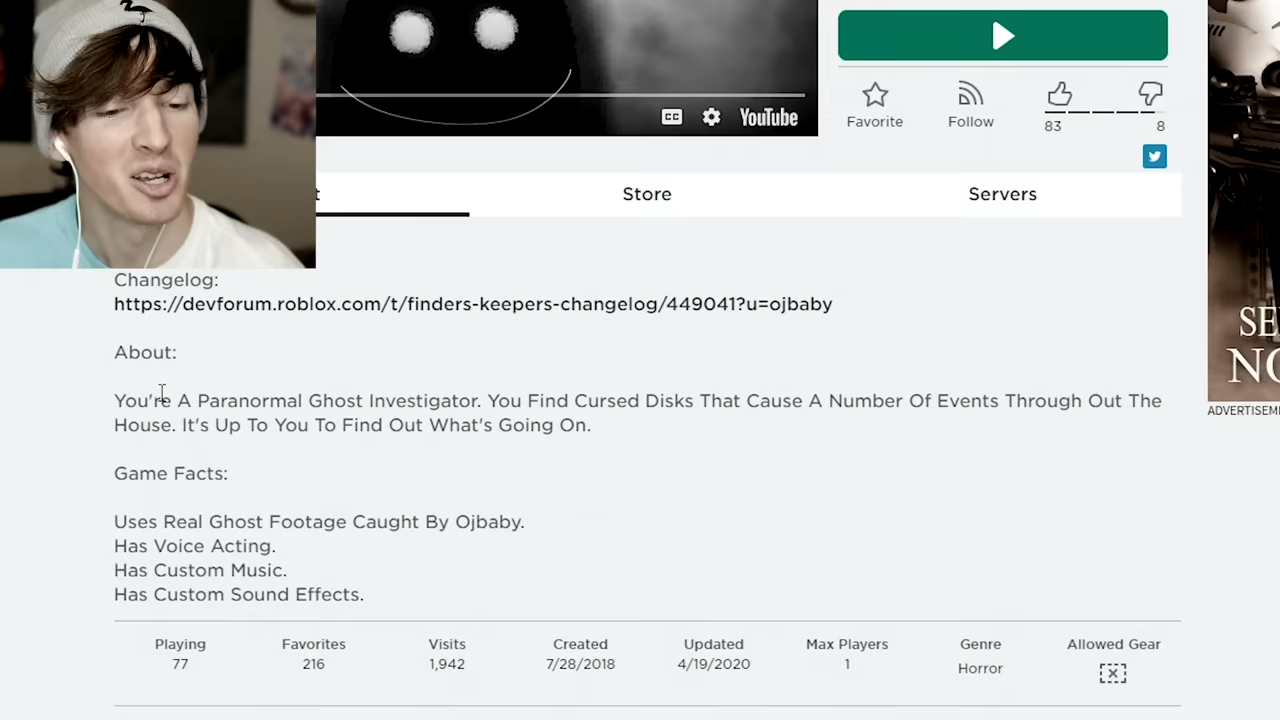 YouTube
Favorite
Follow
83
8
t
Store
Servers
Changelog:
https://devforum.roblox.com/t/finders-keepers-changelog/449041?u=ojbaby
About:
You're A Paranormal Ghost Investigator. You Find Cursed Disks That Cause A Number Of Events Through Out The
House. It's Up To You To Find Out What's Going On.
Game Facts:
Uses Real Ghost Footage Caught By Ojbaby.
Has Voice Acting.
Has Custom Music.
Has Custom Sound Effects.
Playing Favorites Visits Created Updated Max Players Genre Allowed Gear
77 216 1,942 7/28/2018 4/19/2020 1 Horror
SE
NO
ADVERTISEM
CC